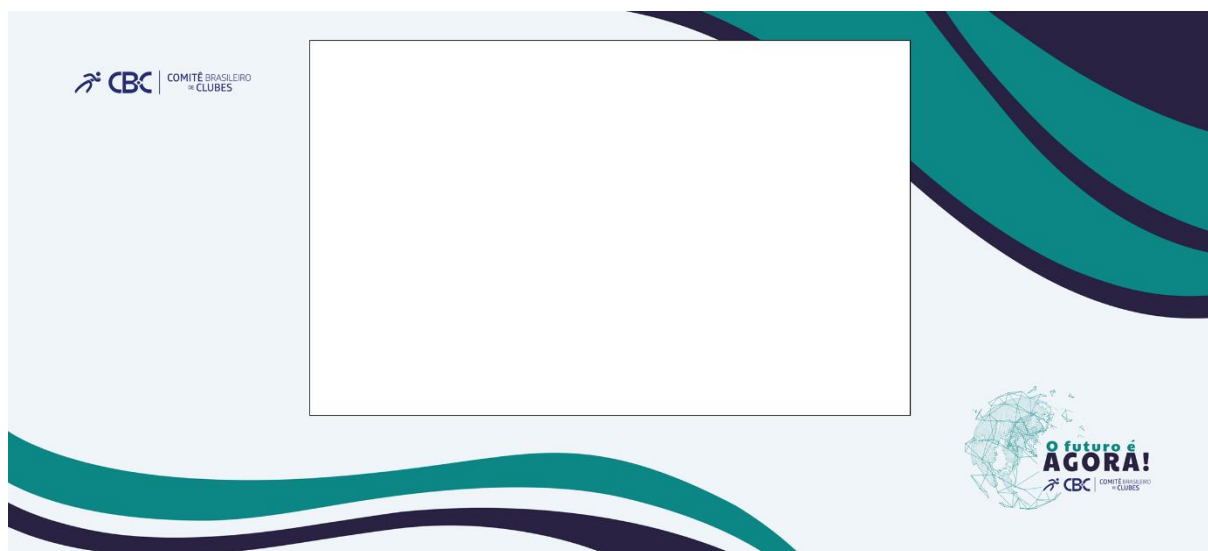 CBC
COMITÊ BRASILEIRO
DE CLUBES
O futuro é
AGORA!
CBC
COMITÊ BRASILEIRO
DE CLUBES